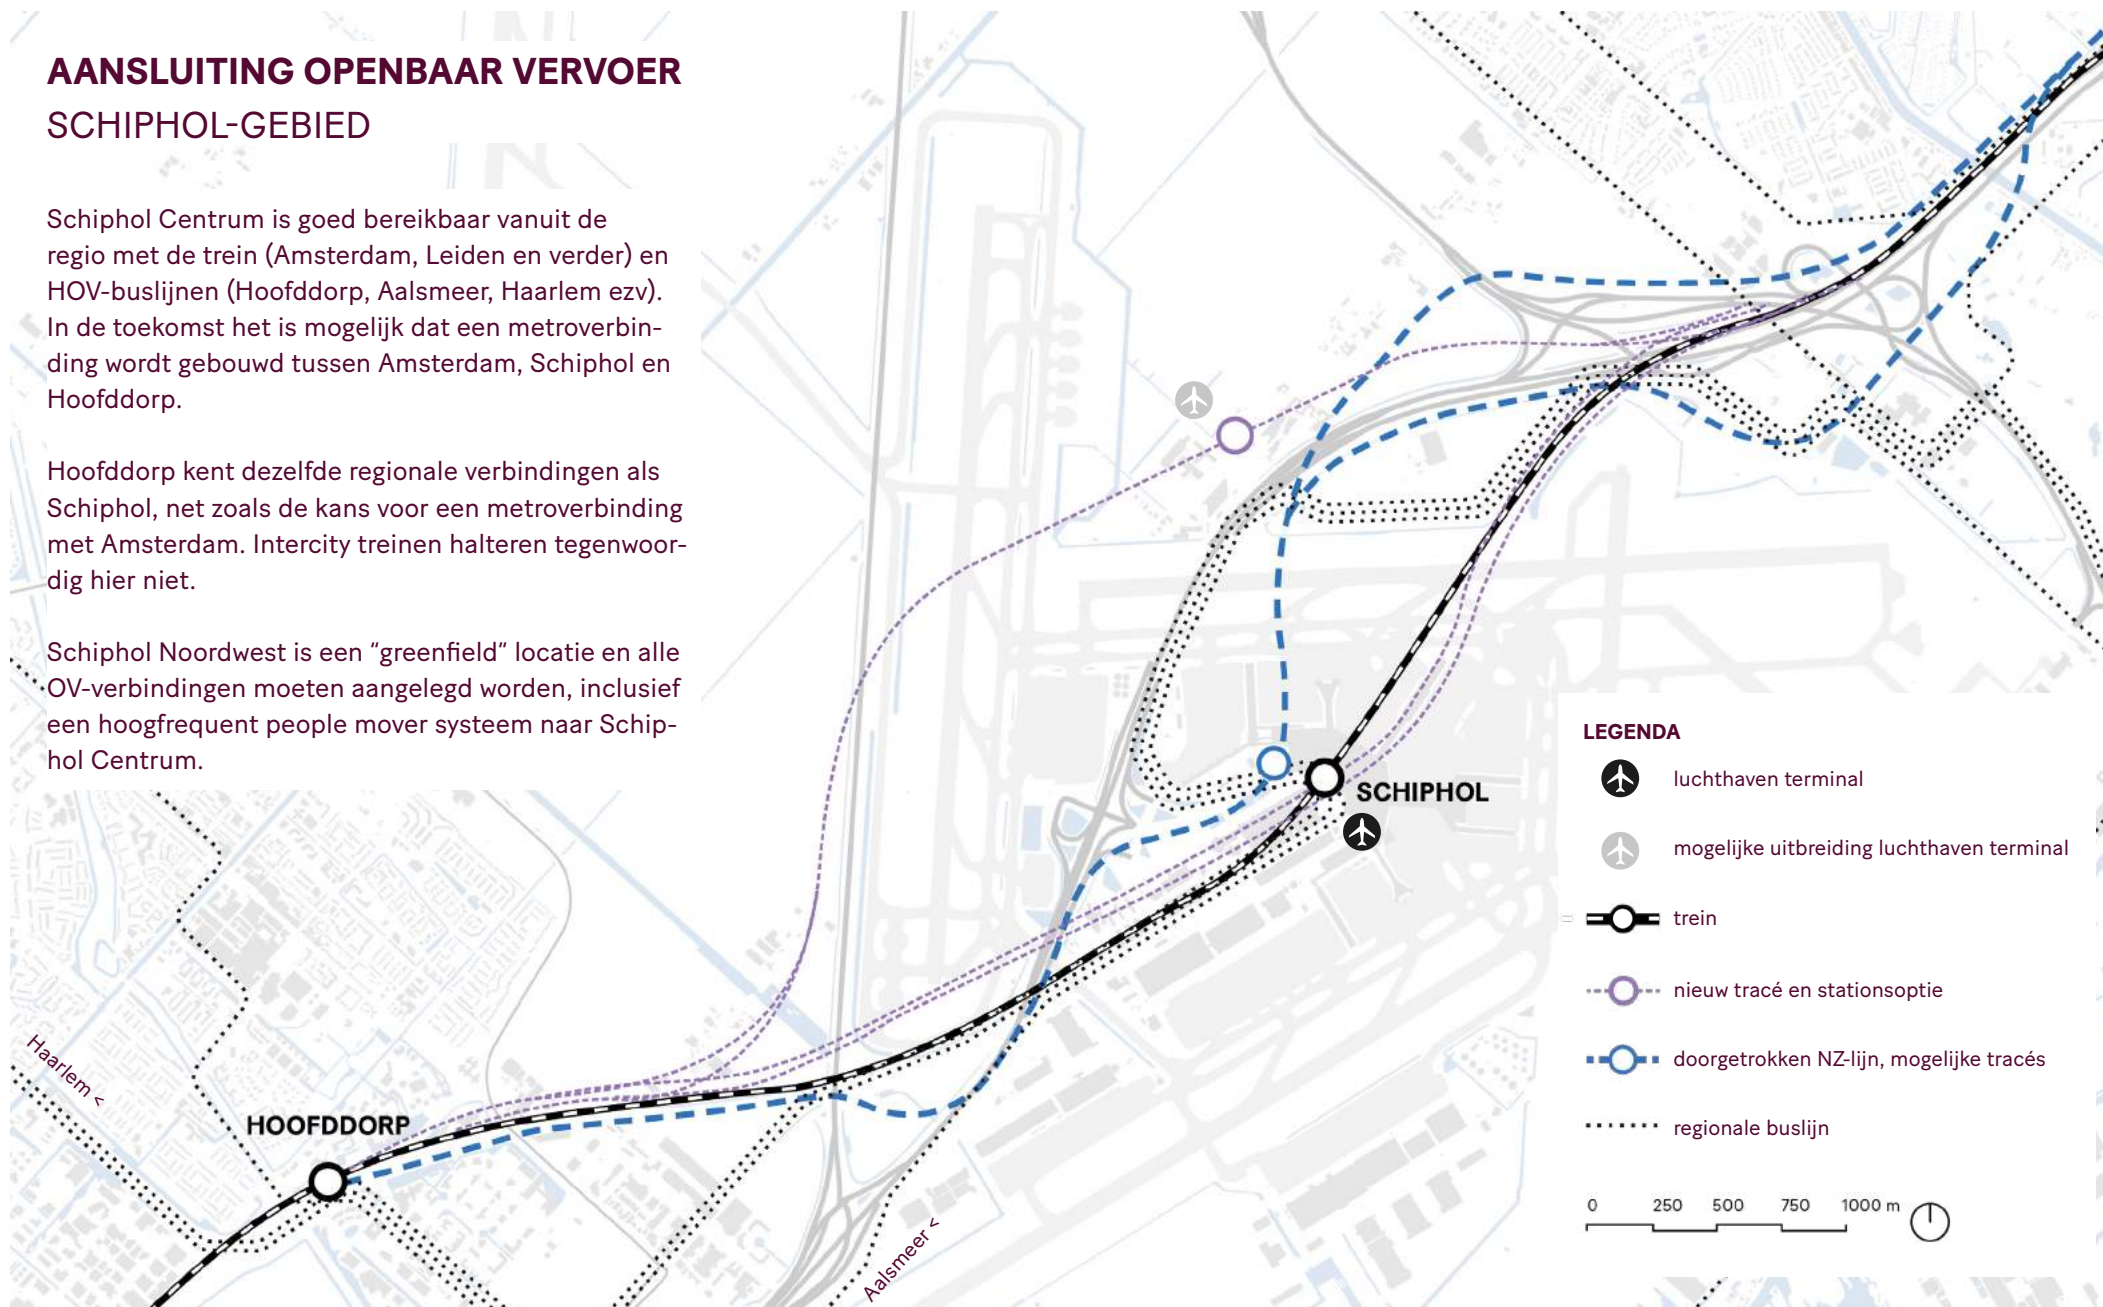 AANSLUITING OPENBAAR VERVOER
SCHIPHOL-GEBIED
Schiphol Centrum is goed bereikbaar vanuit de
regio met de trein (Amsterdam, Leiden en verder) en
HOV-buslijnen (Hoofddorp, Aalsmeer, Haarlem ezv).
In de toekomst het is mogelijk dat een metroverbin-
ding wordt gebouwd tussen Amsterdam, Schiphol en
Hoofddorp.
Hoofddorp kent dezelfde regionale verbindingen als
Schiphol, net zoals de kans voor een metroverbinding
met Amsterdam. Intercity treinen halteren tegenwoor-
dig hier niet.
Schiphol Noordwest is een "greenfield" locatie en alle
OV-verbindingen moeten aangelegd worden, inclusief
een hoogfrequent people mover systeem naar Schip-
hol Centrum.
SCHIPHOL
HOOFDDORP
Haarlem <
Aalsmeer <
LEGENDA
luchthaven terminal
mogelijke uitbreiding luchthaven terminal
trein
nieuw tracé en stationsoptie
doorgetrokken NZ-lijn, mogelijke tracés
regionale buslijn
0 250 500 750 1000 m